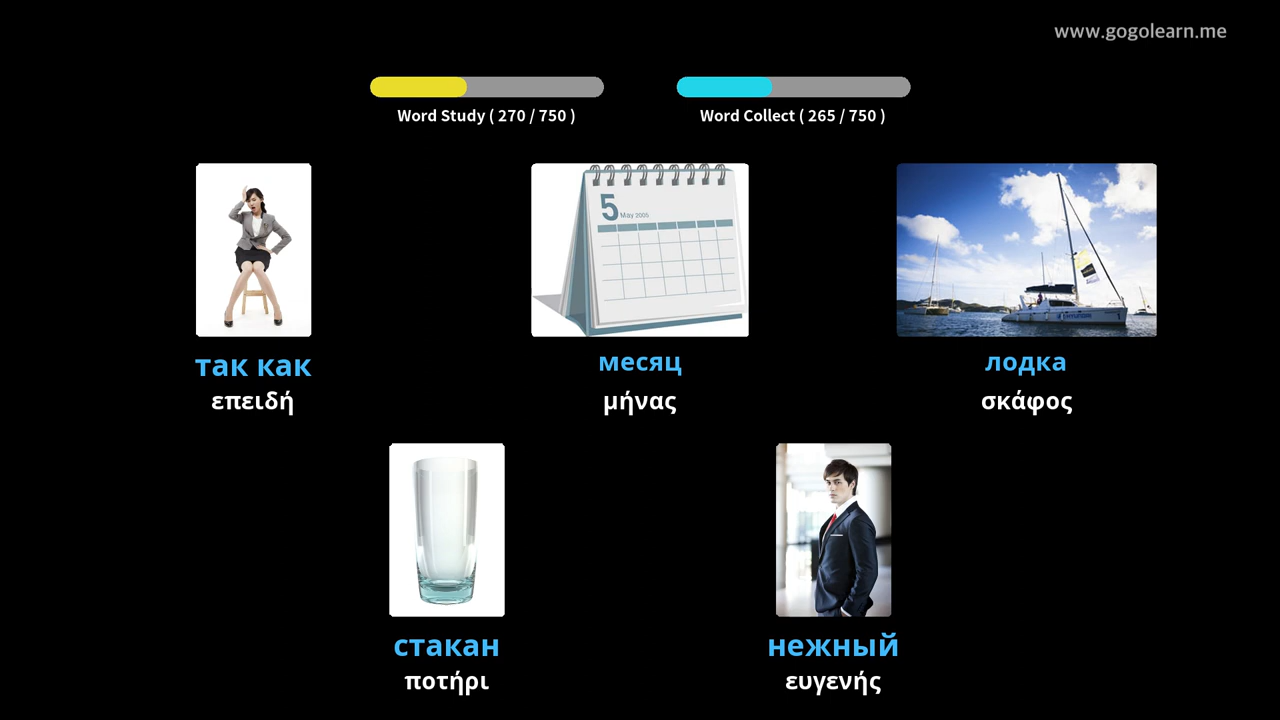 www.gogolearn.me
Word Study ( 270 / 750 )
Word Collect ( 265 / 750 )
5 May 2005
так как
επειδή
месяц
μήνας
лодка
σκάφος
стакан
ποτήρι
нежный
ευγενής